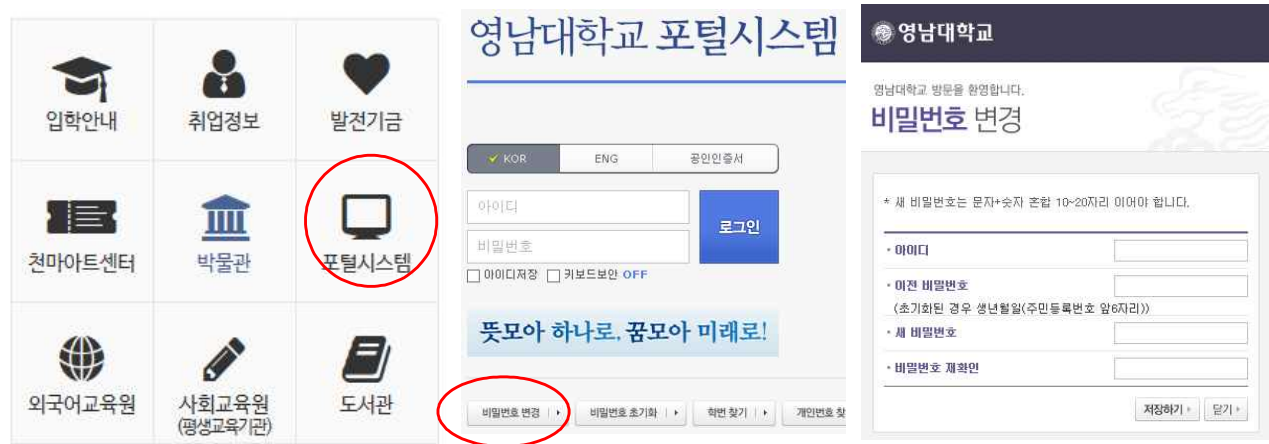 입학안내
취업정보
발전기금
천마아트센터
박물관
포털시스템
외국어교육원
사회교육원
(평생교육기관)
도서관
영남대학교 포털시스템
KOR
ENG
공인인증서
아이디
비밀번호
로그인
아이디저장
키보드보안 OFF
뜻모아 하나로, 꿈모아 미래로!
비밀번호 변경
비밀번호 초기화
학번 찾기
개인번호 찾
영남대학교
영남대학교 방문을 환영합니다.
비밀번호 변경
* 새 비밀번호는 문자+숫자 혼합 10~20자리 이어야 합니다.
· 아이디
· 이전 비밀번호
(초기화된 경우 생년월일(주민등록번호 앞6자리))
· 새 비밀번호
· 비밀번호 재확인
저장하기
닫기